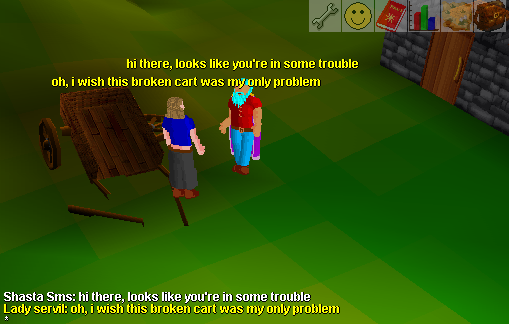 hi there, looks like you're in some trouble
oh, i wish this broken cart was my only problem
Shasta Sms: hi there, looks like you're in some trouble
Lady servil: oh, i wish this broken cart was my only problem
*